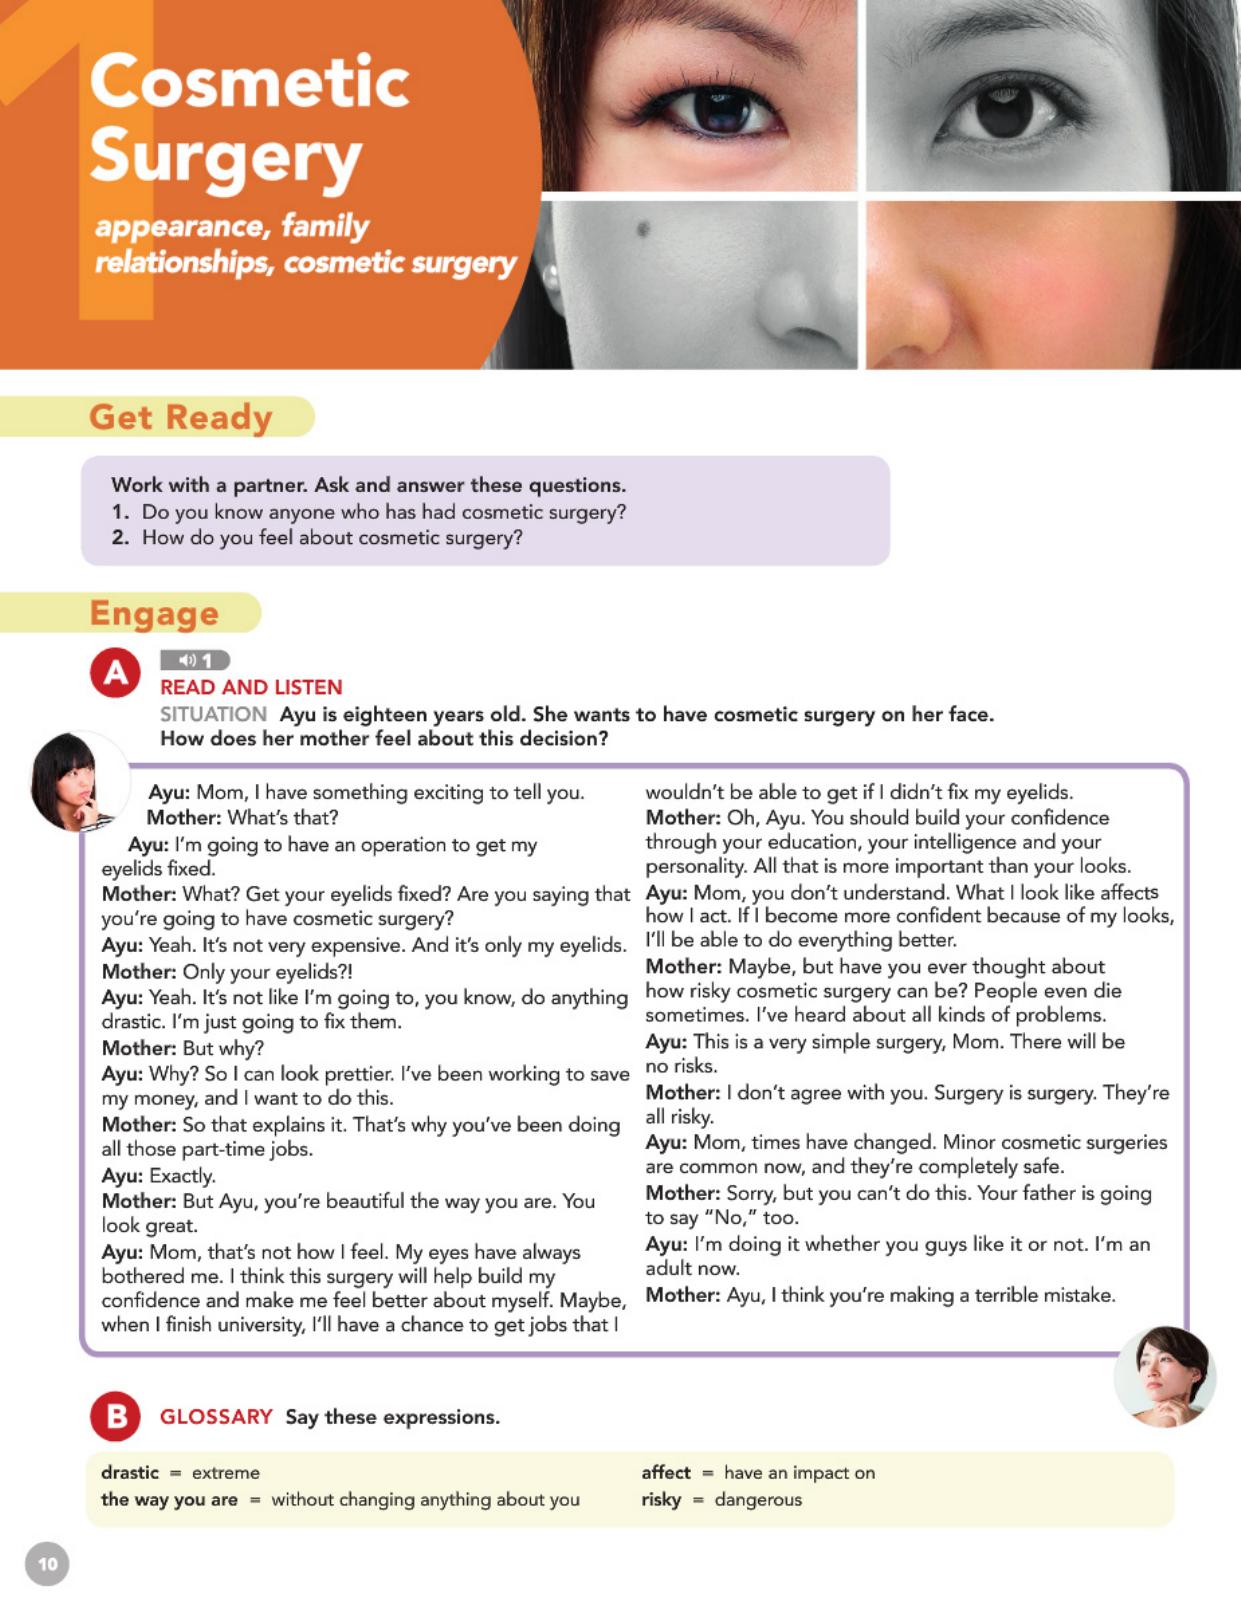 1
Cosmetic
Surgery
appearance, family
relationships, cosmetic surgery
Get Ready
Work with a partner. Ask and answer these questions.
1. Do you know anyone who has had cosmetic surgery?
2. How do you feel about cosmetic surgery?
Engage
A
1
READ AND LISTEN
SITUATION Ayu is eighteen years old. She wants to have cosmetic surgery on her face.
How does her mother feel about this decision?
Ayu: Mom, I have something exciting to tell you.
Mother: What's that?
Ayu: I'm going to have an operation to get my
eyelids fixed.
Mother: What? Get your eyelids fixed? Are you saying that
you're going to have cosmetic surgery?
Ayu: Yeah. It's not very expensive. And it's only my eyelids.
Mother: Only your eyelids?!
Ayu: Yeah. It's not like I'm going to, you know, do anything
drastic. I'm just going to fix them.
Mother: But why?
Ayu: Why? So I can look prettier. I've been working to save
my money, and I want to do this.
Mother: So that explains it. That's why you've been doing
all those part-time jobs.
Ayu: Exactly.
Mother: But Ayu, you're beautiful the way you are. You
look great.
Ayu: Mom, that's not how I feel. My eyes have always
bothered me. I think this surgery will help build my
confidence and make me feel better about myself. Maybe,
when I finish university, I'll have a chance to get jobs that I
wouldn't be able to get if I didn't fix my eyelids.
Mother: Oh, Ayu. You should build your confidence
through your education, your intelligence and your
personality. All that is more important than your looks.
Ayu: Mom, you don't understand. What I look like affects
how I act. If I become more confident because of my looks,
I'll be able to do everything better.
Mother: Maybe, but have you ever thought about
how risky cosmetic surgery can be? People even die
sometimes. I've heard about all kinds of problems.
Ayu: This is a very simple surgery, Mom. There will be
no risks.
Mother: I don't agree with you. Surgery is surgery. They're
all risky.
Ayu: Mom, times have changed. Minor cosmetic surgeries
are common now, and they're completely safe.
Mother: Sorry, but you can't do this. Your father is going
to say "No," too.
Ayu: I'm doing it whether you guys like it or not. I'm an
adult now.
Mother: Ayu, I think you're making a terrible mistake.
B
GLOSSARY Say these expressions.
drastic = extreme
the way you are = without changing anything about you
affect = have an impact on
risky = dangerous
10